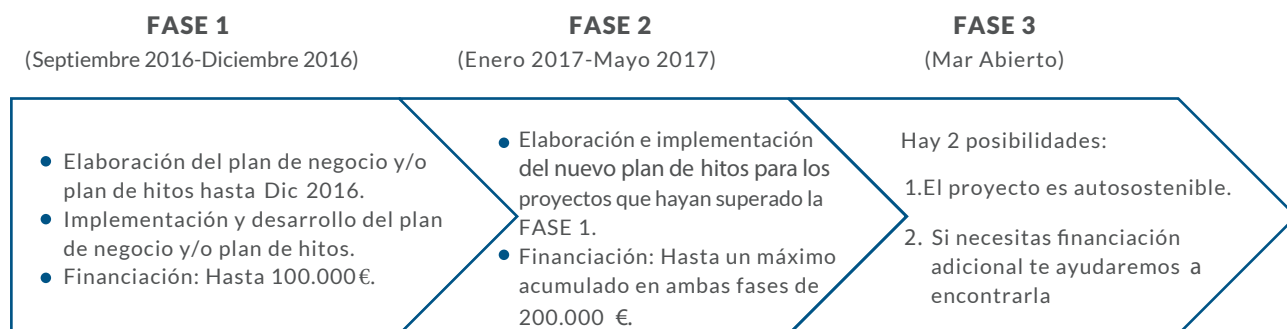 FASE 1
(Septiembre 2016-Diciembre 2016)
● Elaboración del plan de negocio y/o
plan de hitos hasta Dic 2016.
● Implementación y desarrollo del plan
de negocio y/o plan de hitos.
● Financiación: Hasta 100.000€.
FASE 2
(Enero 2017-Mayo 2017)
● Elaboración e implementación
del nuevo plan de hitos para los
proyectos que hayan superado la
FASE 1.
● Financiación: Hasta un máximo
acumulado en ambas fases de
200.000 €.
FASE 3
(Mar Abierto)
Hay 2 posibilidades:
1.El proyecto es autosostenible.
2. Si necesitas financiación
adicional te ayudaremos a
encontrarla